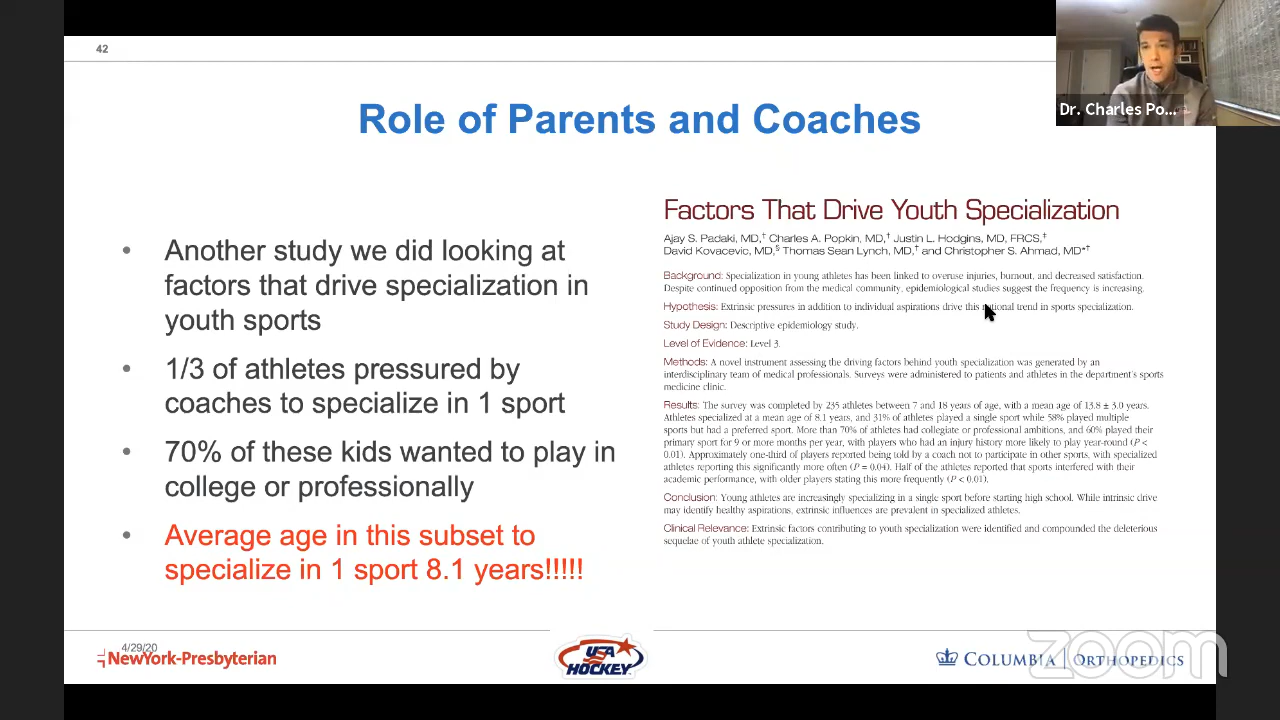 42
Dr. Charles Po...
Role of Parents and Coaches
• Another study we did looking at
factors that drive specialization in
youth sports
• 1/3 of athletes pressured by
coaches to specialize in 1 sport
• 70% of these kids wanted to play in
college or professionally
• Average age in this subset to
specialize in 1 sport 8.1 years!!!!!
Factors That Drive Youth Specialization
Ajay S. Padaki, MD,† Charles A. Popkin, MD,† Justin L. Hodgins, MD, FRCS,‡
David Kovacevic, MD,§ Thomas Sean Lynch, MD,† and Christopher S. Ahmad, MD*†
Background: Specialization in young athletes has been linked to overuse injuries, burnout, and decreased satisfaction.
Despite continued opposition from the medical community, epidemiological studies suggest the frequency is increasing.
Hypothesis: Extrinsic pressures in addition to individual aspirations drive this national trend in sports specialization.
Study Design: Descriptive epidemiology study.
Level of Evidence: Level 3.
Methods: A novel instrument assessing the driving factors behind youth specialization was generated by an
interdisciplinary team of medical professionals. Surveys were administered to patients and athletes in the department's sports
medicine clinic.
Results: The survey was completed by 235 athletes between 7 and 18 years of age, with a mean age of 13.8 ± 3.0 years.
Athletes specialized at a mean age of 8.1 years, and 31% of athletes played a single sport while 58% played multiple
sports but had a preferred sport. More than 70% of athletes had collegiate or professional ambitions, and 60% played their
primary sport for 9 or more months per year, with players who had an injury history more likely to play year-round (P <
0.01). Approximately one-third of players reported being told by a coach not to participate in other sports, with specialized
athletes reporting this significantly more often (P = 0.04). Half of the athletes reported that sports interfered with their
academic performance, with older players stating this more frequently (P < 0.01).
Conclusion: Young athletes are increasingly specializing in a single sport before starting high school. While intrinsic drive
may identify healthy aspirations, extrinsic influences are prevalent in specialized athletes.
Clinical Relevance: Extrinsic factors contributing to youth specialization were identified and compounded the deleterious
sequelae of youth athlete specialization.
4/29/20
NewYork-Presbyterian
USA
HOCKEY
COLUMBIA | ORTHOPEDICS
zoom